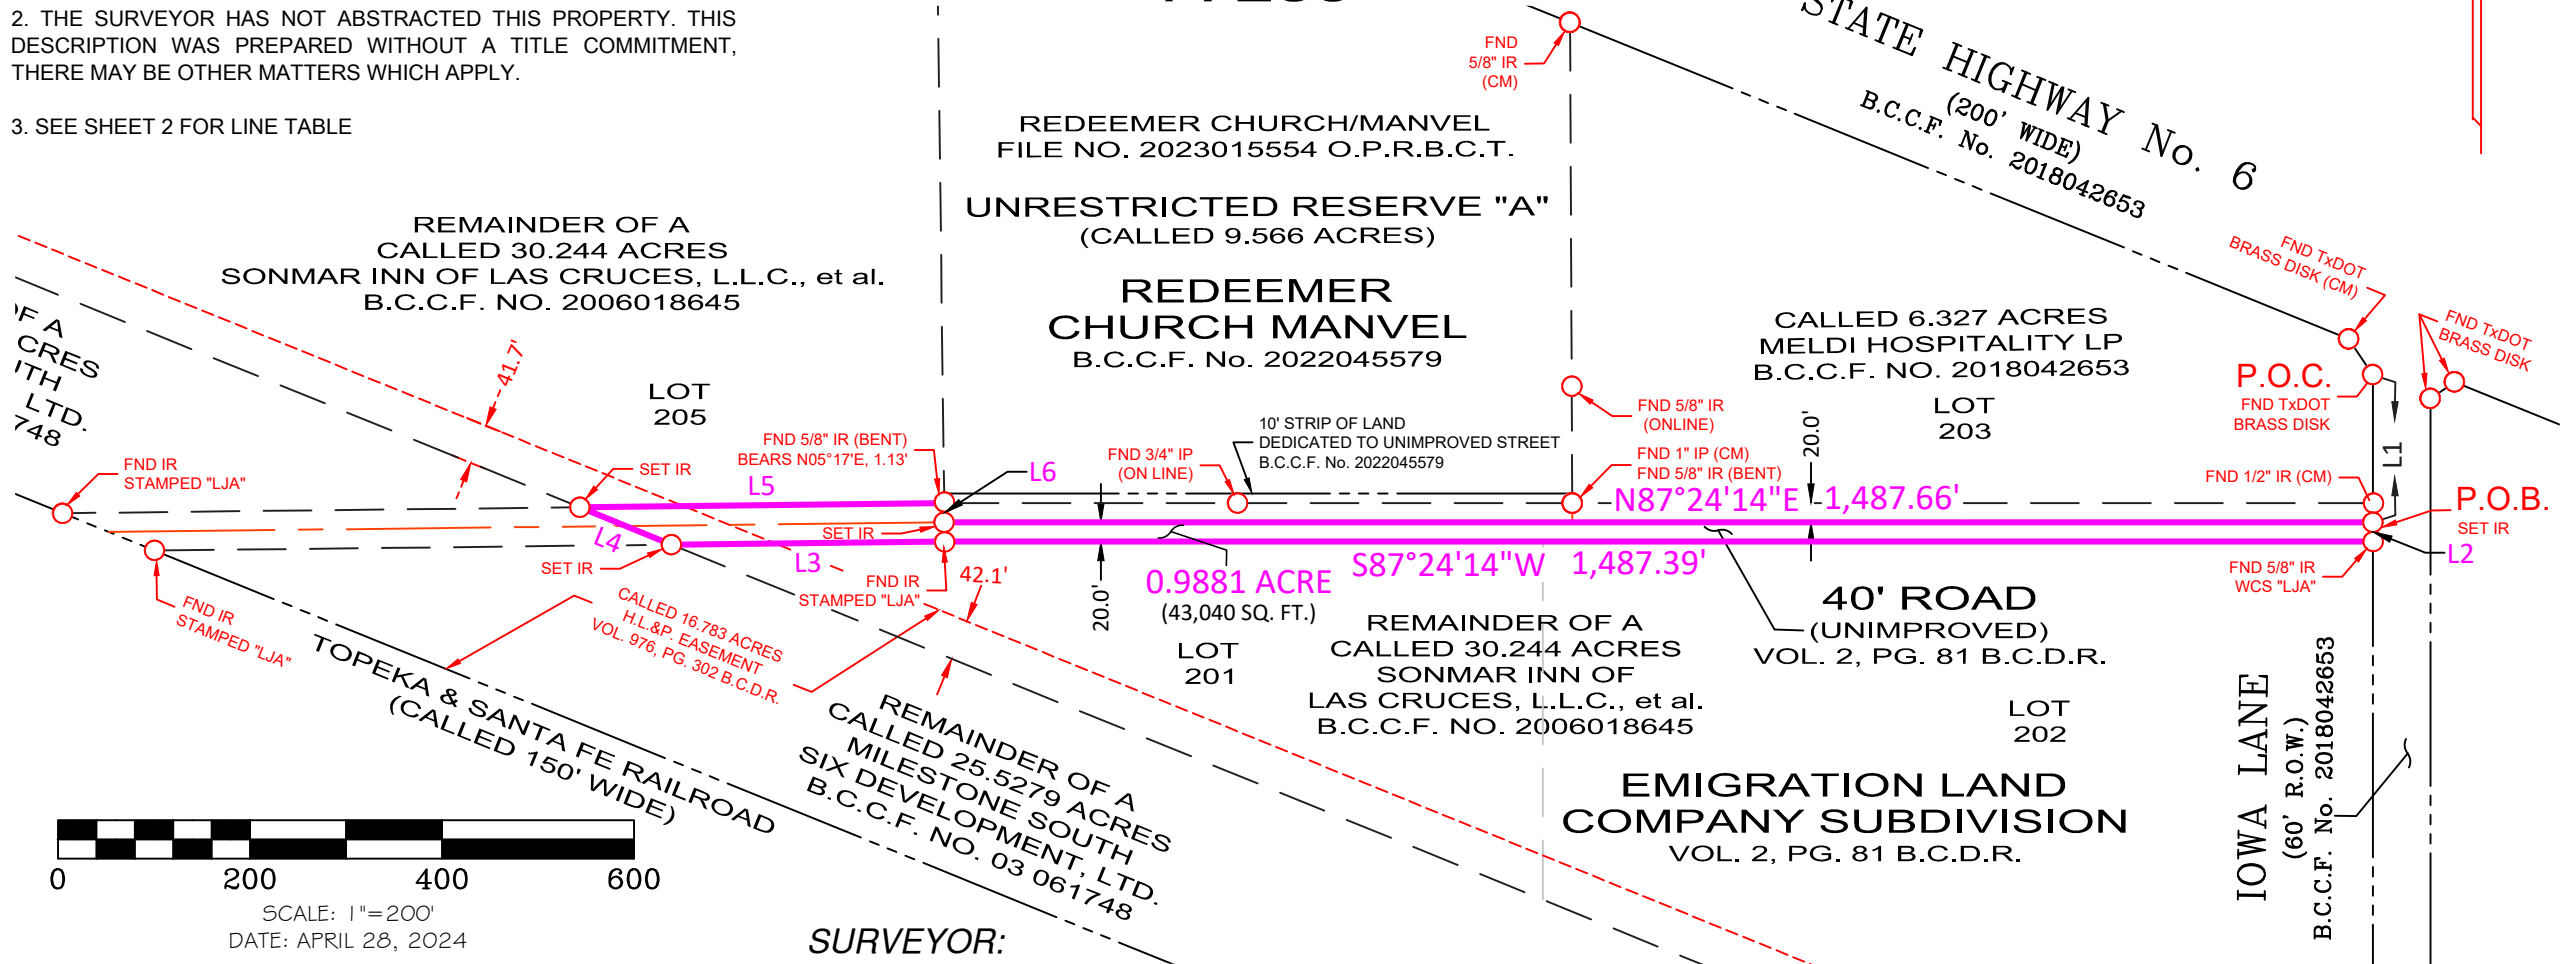 2. THE SURVEYOR HAS NOT ABSTRACTED THIS PROPERTY. THIS
DESCRIPTION WAS PREPARED WITHOUT A TITLE COMMITMENT,
THERE MAY BE OTHER MATTERS WHICH APPLY.
3. SEE SHEET 2 FOR LINE TABLE
FND
5/8" IR
(CM)
STATE HIGHWAY No. 6
(200' WIDE)
B.C.C.F. No. 2018042653
REDEEMER CHURCH/MANVEL
FILE NO. 2023015554 O.P.R.B.C.T.
UNRESTRICTED RESERVE "A"
(CALLED 9.566 ACRES)
REDEEMER
CHURCH MANVEL
B.C.C.F. No. 2022045579
REMAINDER OF A
CALLED 30.244 ACRES
SONMAR INN OF LAS CRUCES, L.L.C., et al.
B.C.C.F. NO. 2006018645
OF A
CRES
LTD.
748
41.7'
LOT
205
FND TxDOT
BRASS DISK (CM)
FND TxDOT
BRASS DISK
CALLED 6.327 ACRES
MELDI HOSPITALITY LP
B.C.C.F. NO. 2018042653
LOT
203
P.O.C.
FND TxDOT
BRASS DISK
L1
FND 5/8" IR
(ONLINE)
10' STRIP OF LAND
DEDICATED TO UNIMPROVED STREET
B.C.C.F. No. 2022045579
FND 5/8" IR (BENT)
BEARS N05°17'E, 1.13'
L6
FND 3/4" IP
(ON LINE)
FND 1" IP (CM)
FND 5/8" IR (BENT)
20.0'
FND 1/2" IR (CM)
FND IR
STAMPED "LJA"
SET IR
L5
N87°24'14"E 1,487.66'
P.O.B.
SET IR
L4
SET IR
SET IR
L3
FND IR
STAMPED "LJA"
42.1'
20.0'
0.9881 ACRE
(43,040 SQ. FT.)
S87°24'14"W 1,487.39'
L2
FND 5/8" IR
WCS "LJA"
FND IR
STAMPED "LJA"
CALLED 16.783 ACRES
H.L.&P. EASEMENT
VOL. 976, PG. 302 B.C.D.R.
40' ROAD
(UNIMPROVED)
VOL. 2, PG. 81 B.C.D.R.
LOT
201
REMAINDER OF A
CALLED 30.244 ACRES
SONMAR INN OF
LAS CRUCES, L.L.C., et al.
B.C.C.F. NO. 2006018645
LOT
202
TOPEKA & SANTA FE RAILROAD
(CALLED 150' WIDE)
REMAINDER OF A
CALLED 25.5279 ACRES
MILESTONE SOUTH
SIX DEVELOPMENT, LTD.
B.C.C.F. NO. 03 061748
EMIGRATION LAND
COMPANY SUBDIVISION
VOL. 2, PG. 81 B.C.D.R.
IOWA LANE
(60' R.O.W.)
B.C.C.F. No. 2018042653
0 200 400 600
SCALE: 1"=200'
DATE: APRIL 28, 2024
SURVEYOR: